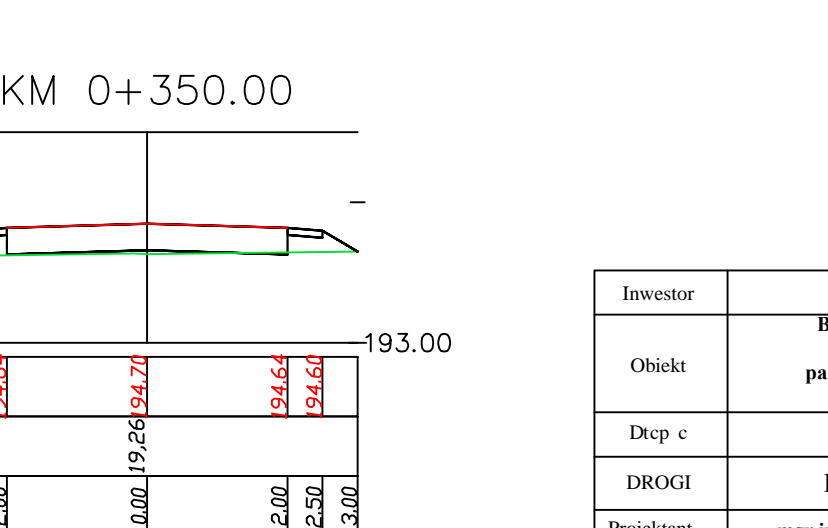 KM 0+350.00
193.00
194.70
194.64
194.60
19,26
0.00
2.00
2.50
3.00
Inwestor
Obiekt
Dtcp c
DROGI
Projektant